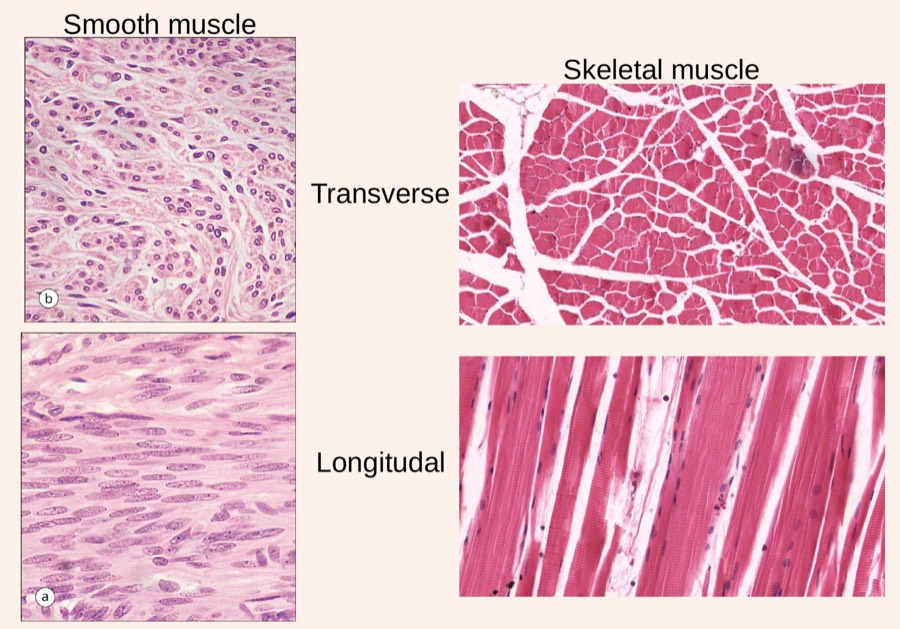 Smooth muscle
Skeletal muscle
Transverse
b
Longitudal
a